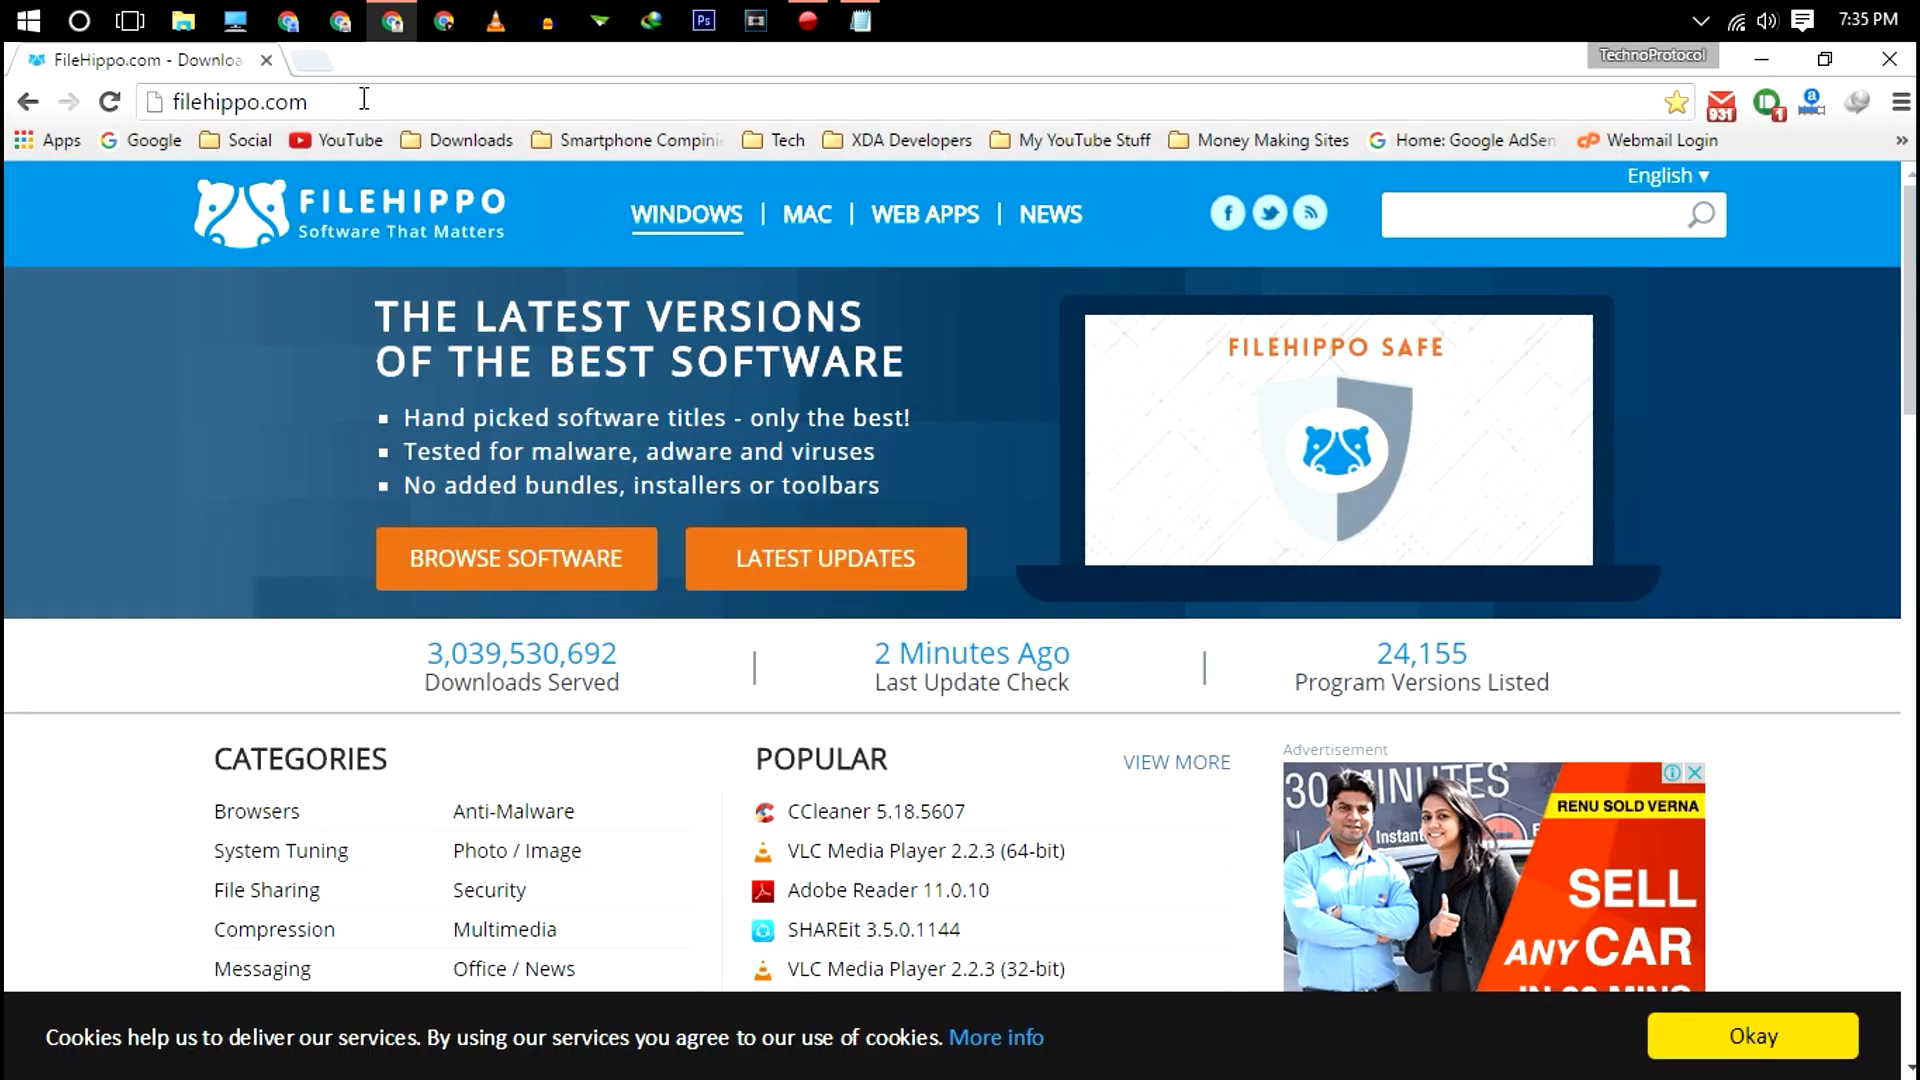 Ps
7:35 PM
FileHippo.com - Downloa
TechnoProtocol
filehippo.com
931
1
a
Apps
Google
Social
YouTube
Downloads
Smartphone Compini
Tech
XDA Developers
My YouTube Stuff
Money Making Sites
Home: Google AdSen
Webmail Login
»
English ▾
FILEHIPPO
Software That Matters
WINDOWS | MAC | WEB APPS | NEWS
THE LATEST VERSIONS
OF THE BEST SOFTWARE
Hand picked software titles - only the best!
Tested for malware, adware and viruses
No added bundles, installers or toolbars
BROWSE SOFTWARE
LATEST UPDATES
FILEHIPPO SAFE
3,039,530,692
Downloads Served
2 Minutes Ago
Last Update Check
24,155
Program Versions Listed
CATEGORIES
Browsers
Anti-Malware
System Tuning
Photo / Image
File Sharing
Security
Compression
Multimedia
Messaging
Office / News
POPULAR
VIEW MORE
CCleaner 5.18.5607
VLC Media Player 2.2.3 (64-bit)
Adobe Reader 11.0.10
SHAREit 3.5.0.1144
VLC Media Player 2.2.3 (32-bit)
Advertisement
30 MINUTES
RENU SOLD VERNA
Instant
SELL
ANY CAR
Cookies help us to deliver our services. By using our services you agree to our use of cookies. More info
Okay